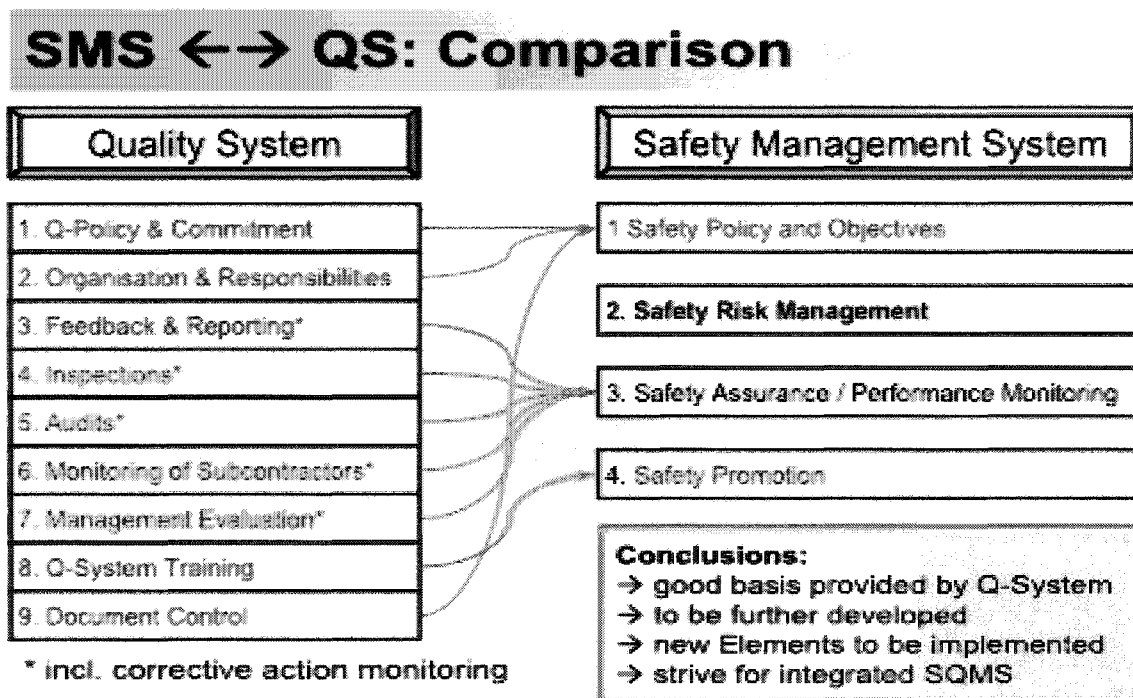 SMS ←→ QS: Comparison
Quality System
1. Q-Policy & Commitment
2. Organisation & Responsibilities
3. Feedback & Reporting*
4. Inspections*
5. Audits*
6. Monitoring of Subcontractors*
7. Management Evaluation*
8. Q-System Training
9. Document Control
* incl. corrective action monitoring
Safety Management System
1 Safety Policy and Objectives
2. Safety Risk Management
3. Safety Assurance / Performance Monitoring
4. Safety Promotion
Conclusions:
→ good basis provided by Q-System
→ to be further developed
→ new Elements to be implemented
→ strive for integrated SQMS